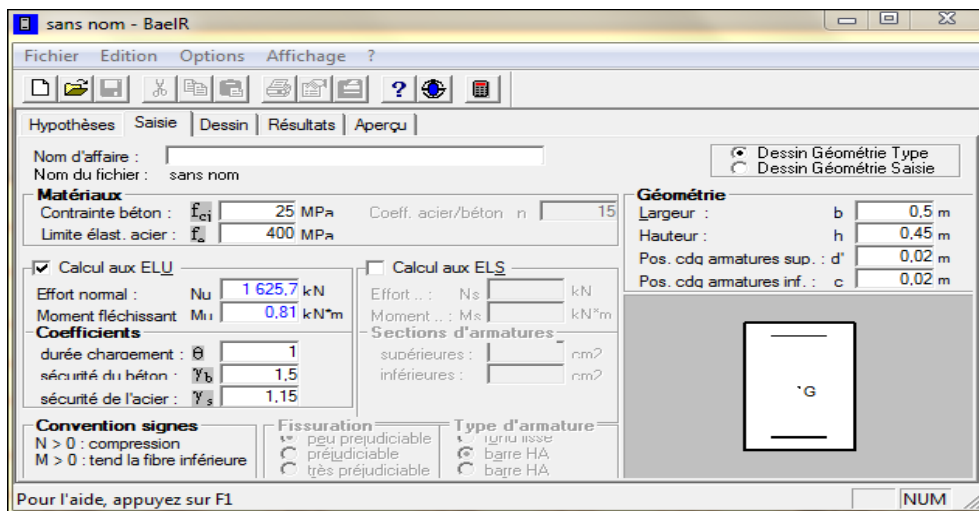 sans nom - BaelR
Fichier Edition Options Affichage ?
Hypothèses Saisie Dessin Résultats Aperçu
Nom d'affaire :
Nom du fichier : sans nom
Dessin Géométrie Type
Dessin Géométrie Saisie
Matériaux
Contrainte béton : fcj 25 MPa Coeff. acier/béton n 15
Limite élast. acier : fe 400 MPa
Géométrie
Largeur : b 0,5 m
Hauteur : h 0,45 m
Pos. cdg armatures sup. : d' 0,02 m
Pos. cdg armatures inf. : c 0,02 m
Calcul aux ELU
Effort normal : Nu 1 625,7 kN
Moment fléchissant Mu 0,81 kN*m
Calcul aux ELS
Effort .. : Ns kN
Moment .. : Ms kN*m
Coefficients
durée chargement : θ 1
sécurité du béton : γb 1,5
sécurité de l'acier : γs 1,15
Sections d'armatures
supérieures : cm2
inférieures : cm2
Convention signes
N > 0 : compression
M > 0 : tend la fibre inférieure
Fissuration
peu préjudiciable
préjudiciable
très préjudiciable
Type d'armature
rond lisse
barre HA
barre HA
G
Pour l'aide, appuyez sur F1 NUM